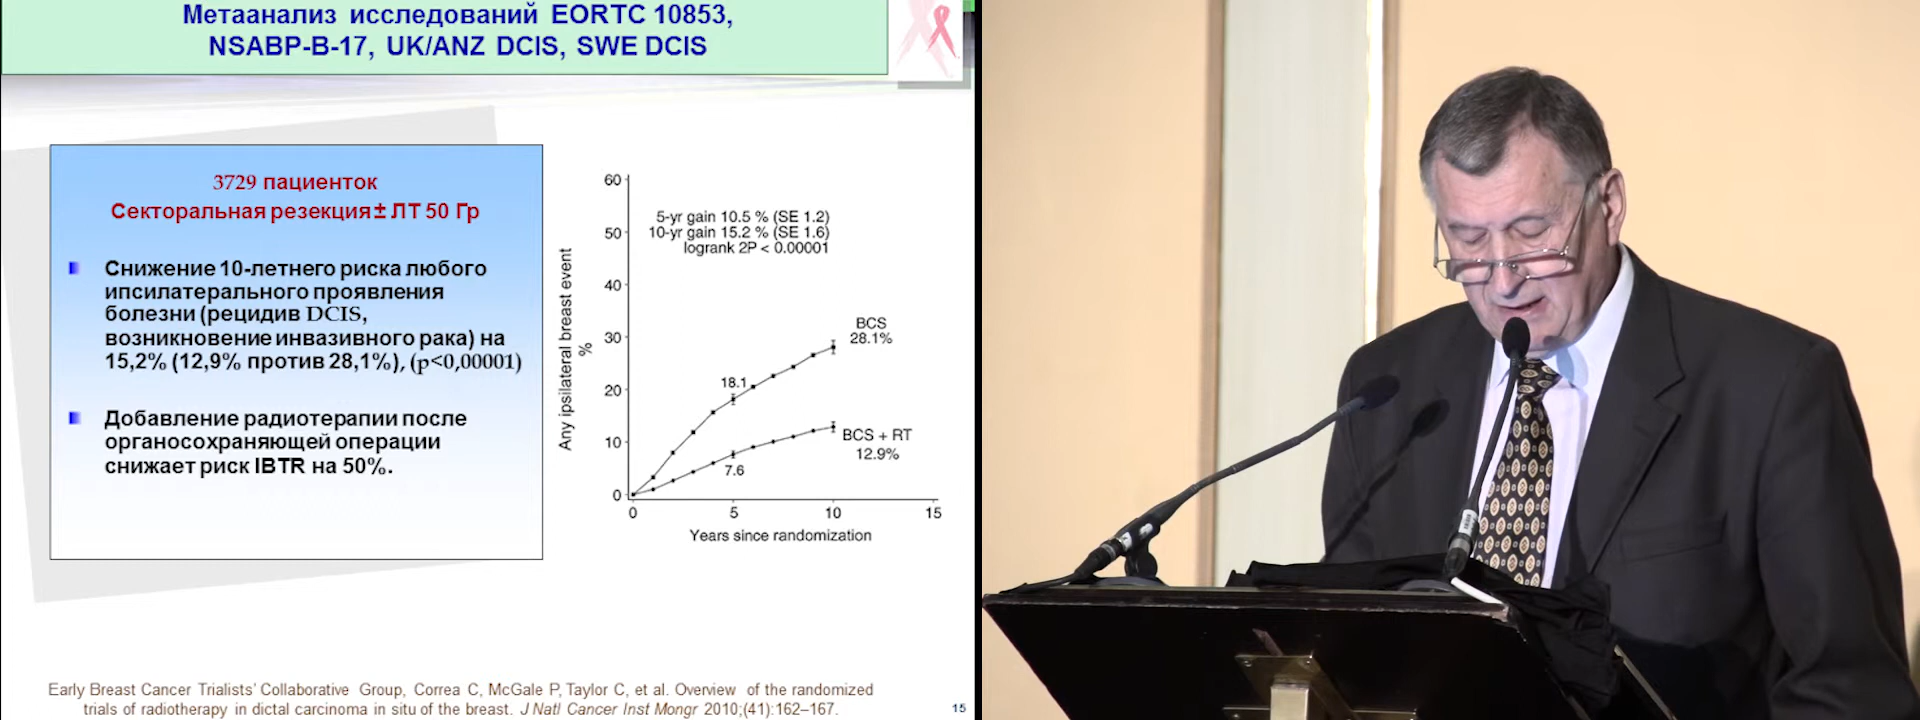 Метаанализ исследований EORTC 10853,
NSABP-B-17, UK/ANZ DCIS, SWE DCIS
3729 пациенток
Секторальная резекция ± ЛТ 50 Гр
Снижение 10-летнего риска любого
ипсилатерального проявления
болезни (рецидив DCIS,
возникновение инвазивного рака) на
15,2% (12,9% против 28,1%), (p<0,00001)
Добавление радиотерапии после
органосохраняющей операции
снижает риск IBTR на 50%.
Any ipsilateral breast event
%
60
50
40
30
20
10
0
5-yr gain 10.5 % (SE 1.2)
10-yr gain 15.2 % (SE 1.6)
logrank 2P < 0.00001
BCS
28.1%
18.1
BCS + RT
12.9%
7.6
0 5 10 15
Years since randomization
Early Breast Cancer Trialists' Collaborative Group, Correa C, McGale P, Taylor C, et al. Overview of the randomized
trials of radiotherapy in dictal carcinoma in situ of the breast. J Natl Cancer Inst Mongr 2010;(41):162–167.
15